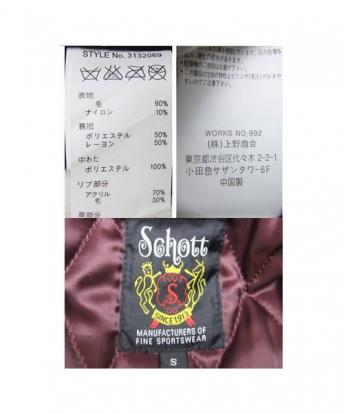 STYLE No. 3132069
表地
毛 90%
ナイロン 10%
裏地
ポリエステル 50%
レーヨン 50%
中わた
ポリエステル 100%
リブ部分
アクリル 70%
毛 30%
革部分
WORKS NO,992
(株)上野商会
東京都渋谷区代々木 2-2-1
小田急サザンタワー6F
中国製
Schott
S
SINCE 1913
MANUFACTURERS OF
FINE SPORTSWEAR
S